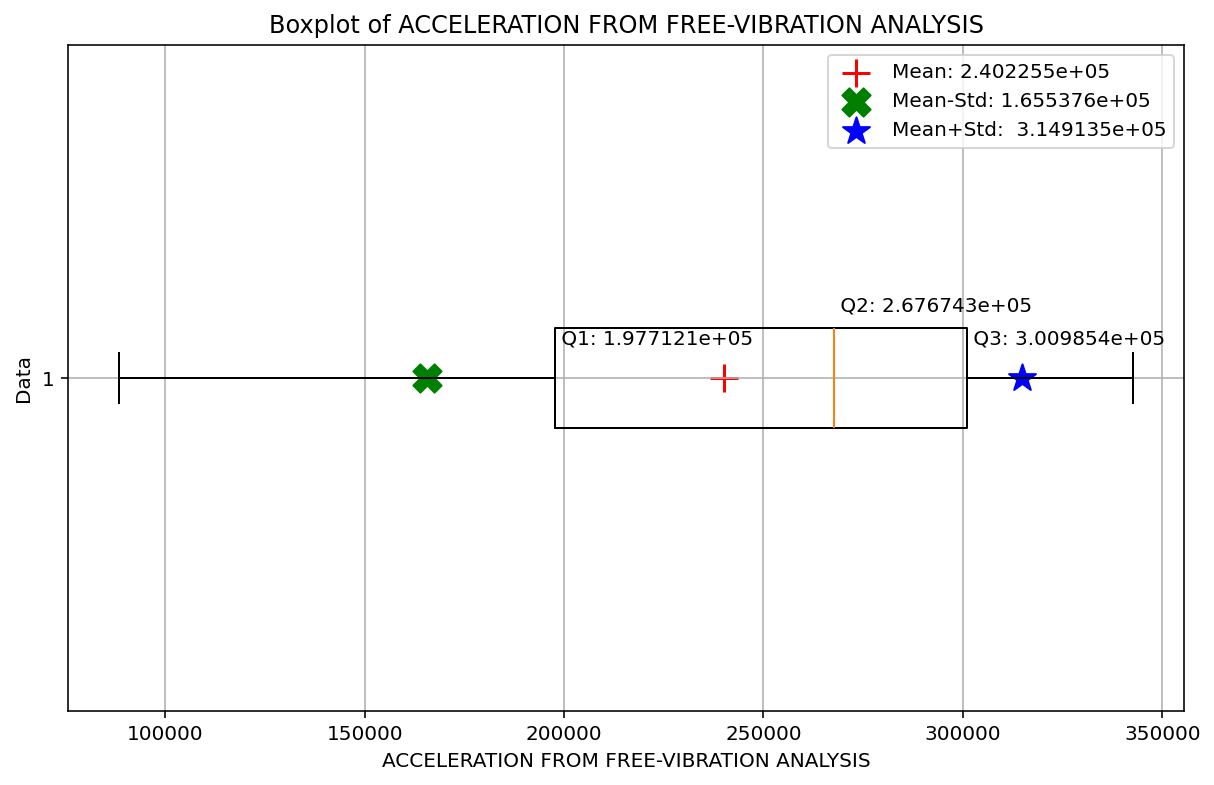 Boxplot of ACCELERATION FROM FREE-VIBRATION ANALYSIS
Mean: 2.402255e+05
Mean-Std: 1.655376e+05
Mean+Std:  3.149135e+05
Q2: 2.676743e+05
Q1: 1.977121e+05
Q3: 3.009854e+05
Data
1
100000
150000
200000
250000
300000
350000
ACCELERATION FROM FREE-VIBRATION ANALYSIS